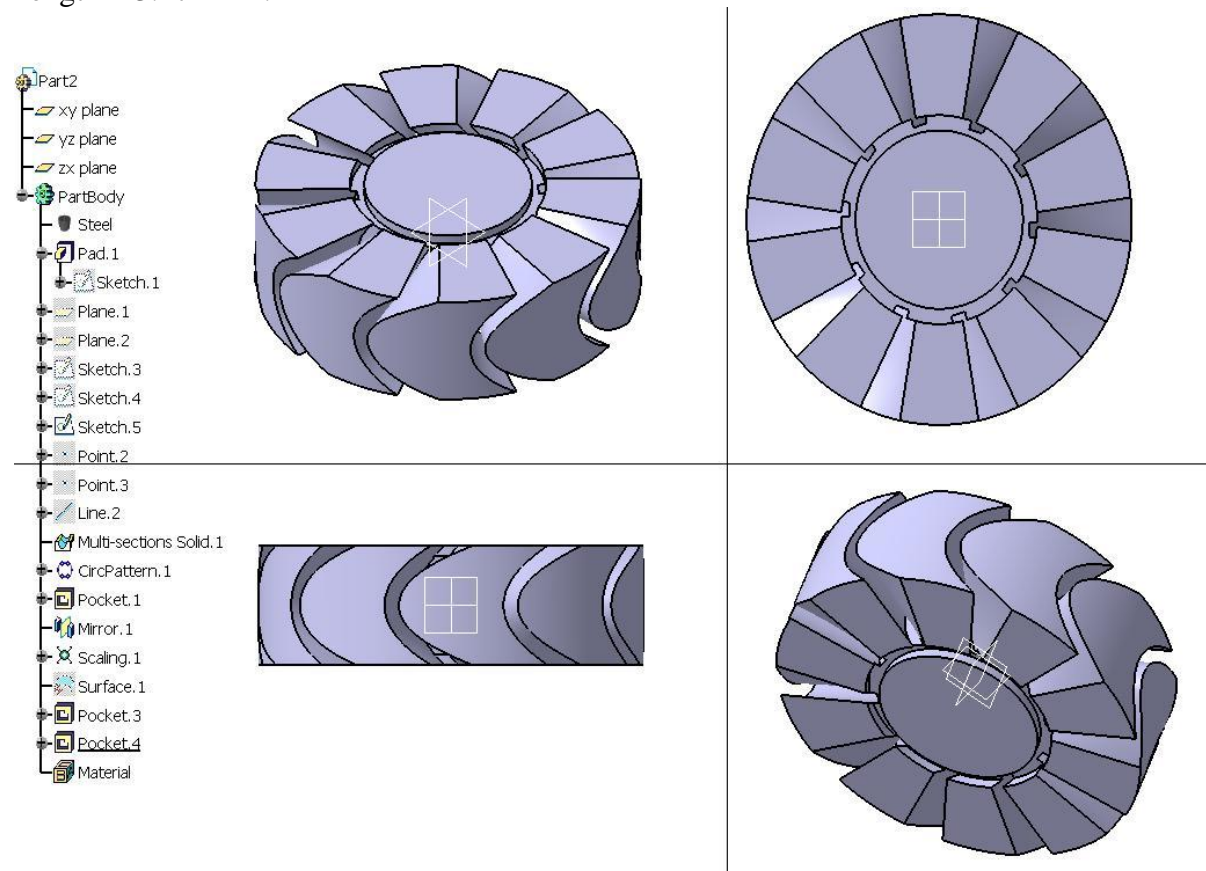 Part2
xy plane
yz plane
zx plane
PartBody
Steel
Pad.1
Sketch.1
Plane.1
Plane.2
Sketch.3
Sketch.4
Sketch.5
Point.2
Point.3
Line.2
Multi-sections Solid.1
CircPattern.1
Pocket.1
Mirror.1
Scaling.1
Surface.1
Pocket.3
Pocket.4
Material